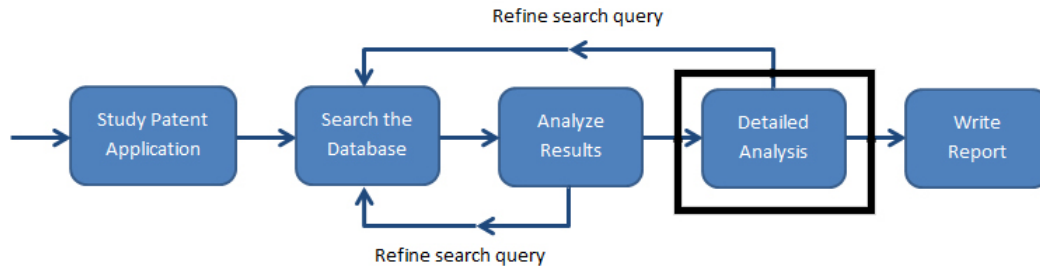 Refine search query
Study Patent
Application
Search the
Database
Analyze
Results
Detailed
Analysis
Write
Report
Refine search query